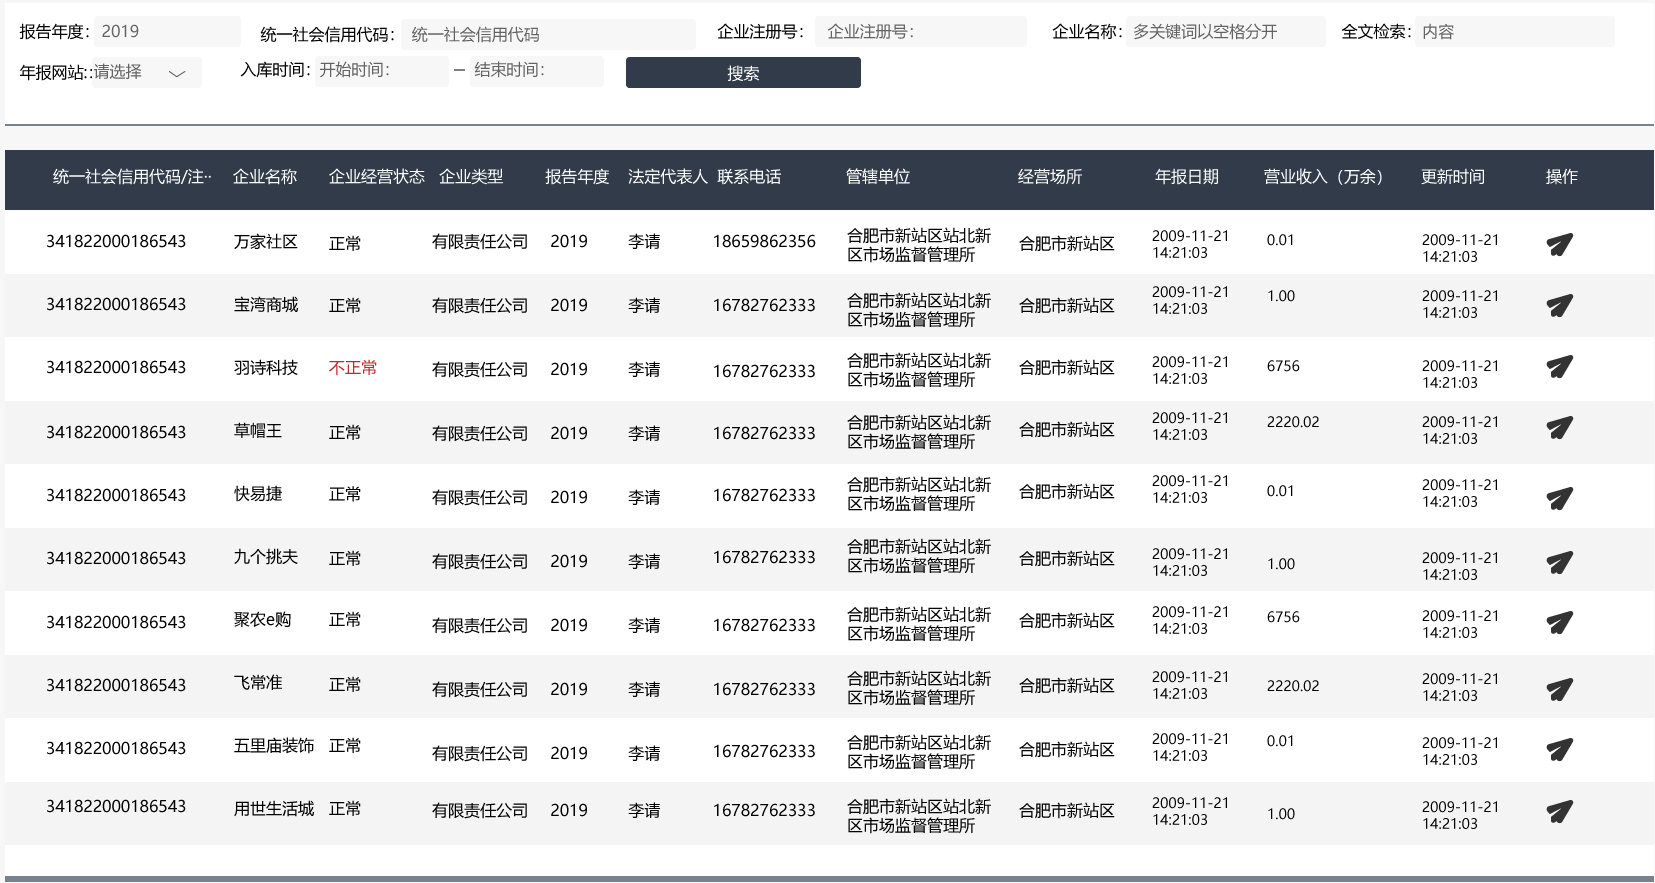 报告年度： 2019 统一社会信用代码： 统一社会信用代码 企业注册号： 企业注册号： 企业名称： 多关键词以空格分开 全文检索： 内容
年报网站:: 请选择 入库时间： 开始时间： — 结束时间： 搜索
统一社会信用代码/注·· 企业名称 企业经营状态 企业类型 报告年度 法定代表人 联系电话 管辖单位 经营场所 年报日期 营业收入（万余） 更新时间 操作
341822000186543 万家社区 正常 有限责任公司 2019 李请 18659862356 合肥市新站区站北新 合肥市新站区 2009-11-21 0.01 2009-11-21
区市场监督管理所 14:21:03 14:21:03
341822000186543 宝湾商城 正常 有限责任公司 2019 李请 16782762333 合肥市新站区站北新 合肥市新站区 2009-11-21 1.00 2009-11-21
区市场监督管理所 14:21:03 14:21:03
341822000186543 羽诗科技 不正常 有限责任公司 2019 李请 16782762333 合肥市新站区站北新 合肥市新站区 2009-11-21 6756 2009-11-21
区市场监督管理所 14:21:03 14:21:03
341822000186543 草帽王 正常 有限责任公司 2019 李请 16782762333 合肥市新站区站北新 合肥市新站区 2009-11-21 2220.02 2009-11-21
区市场监督管理所 14:21:03 14:21:03
341822000186543 快易捷 正常 有限责任公司 2019 李请 16782762333 合肥市新站区站北新 合肥市新站区 2009-11-21 0.01 2009-11-21
区市场监督管理所 14:21:03 14:21:03
341822000186543 九个挑夫 正常 有限责任公司 2019 李请 16782762333 合肥市新站区站北新 合肥市新站区 2009-11-21 1.00 2009-11-21
区市场监督管理所 14:21:03 14:21:03
341822000186543 聚农e购 正常 有限责任公司 2019 李请 16782762333 合肥市新站区站北新 合肥市新站区 2009-11-21 6756 2009-11-21
区市场监督管理所 14:21:03 14:21:03
341822000186543 飞常准 正常 有限责任公司 2019 李请 16782762333 合肥市新站区站北新 合肥市新站区 2009-11-21 2220.02 2009-11-21
区市场监督管理所 14:21:03 14:21:03
341822000186543 五里庙装饰 正常 有限责任公司 2019 李请 16782762333 合肥市新站区站北新 合肥市新站区 2009-11-21 0.01 2009-11-21
区市场监督管理所 14:21:03 14:21:03
341822000186543 用世生活城 正常 有限责任公司 2019 李请 16782762333 合肥市新站区站北新 合肥市新站区 2009-11-21 1.00 2009-11-21
区市场监督管理所 14:21:03 14:21:03